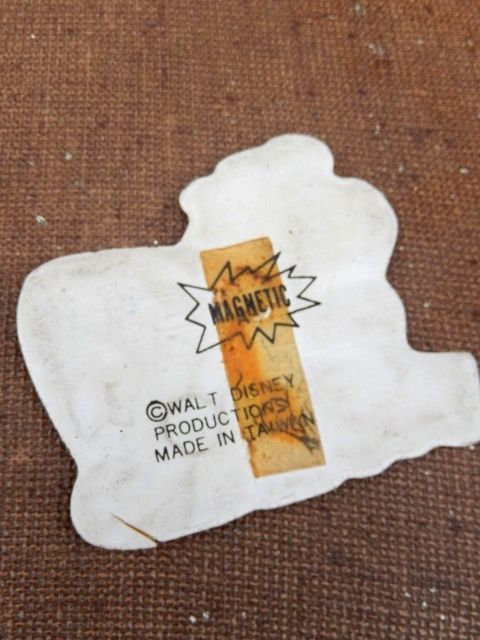 MAGNETIC
©WALT DISNEY
PRODUCTIONS
MADE IN TAIWAN